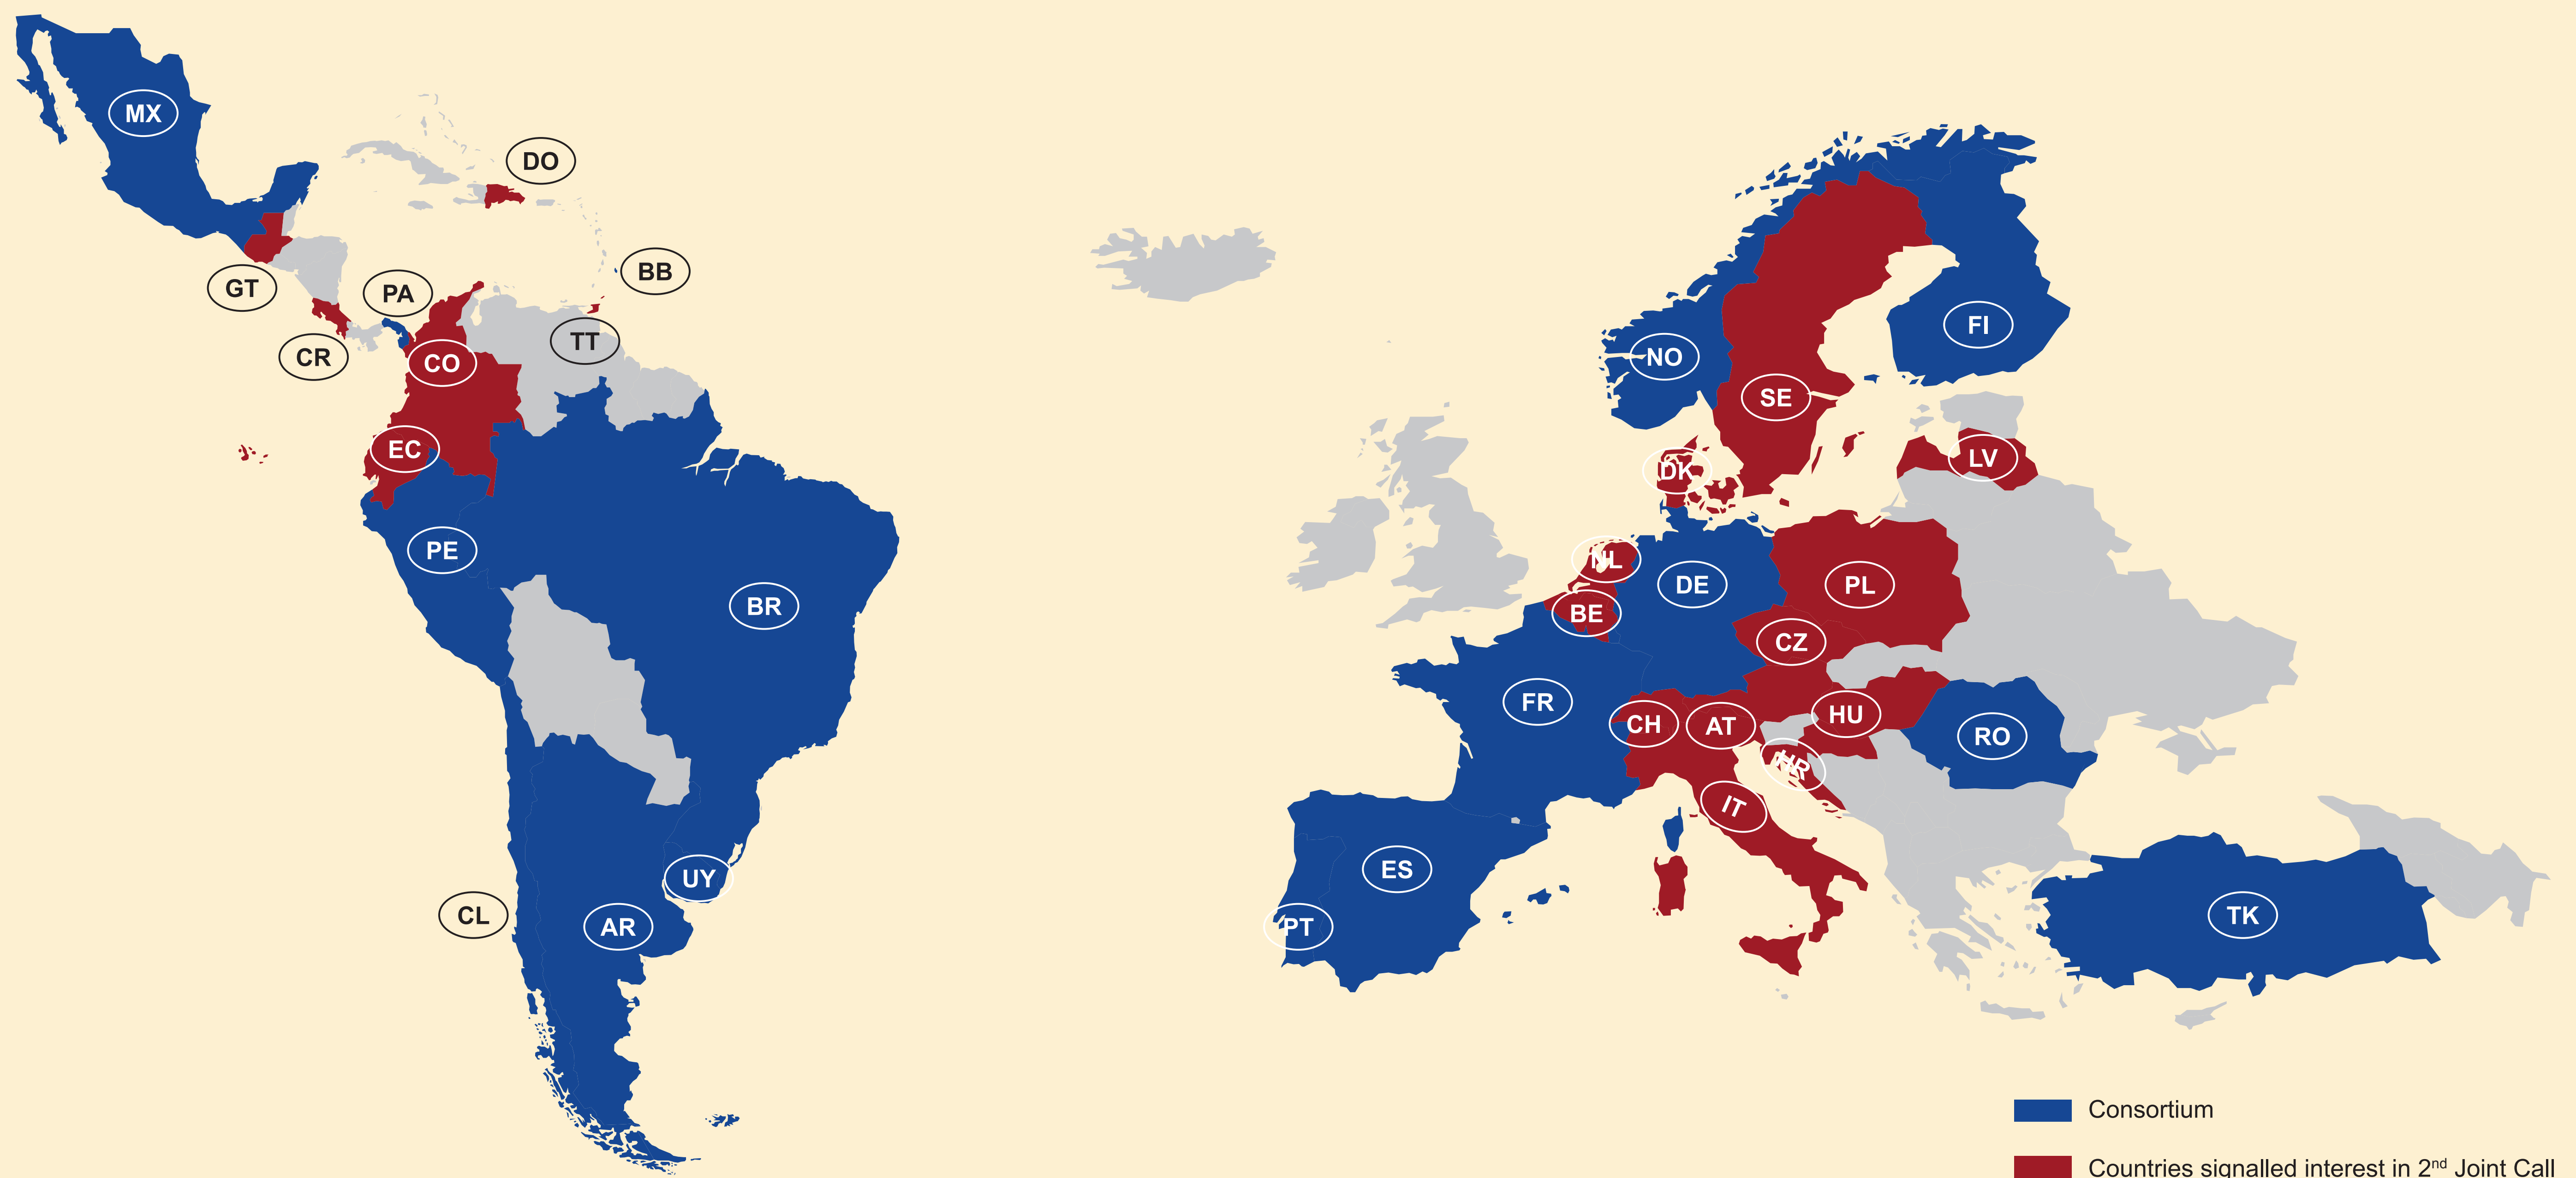 MX
DO
BB
GT
PA
TT
CR
CO
EC
PE
BR
UY
CL
AR
FI
NO
SE
LV
DK
NL
DE
PL
BE
CZ
FR
CH
AT
HU
RO
HR
IT
ES
PT
TK
Consortium
Countries signalled interest in 2nd Joint Call